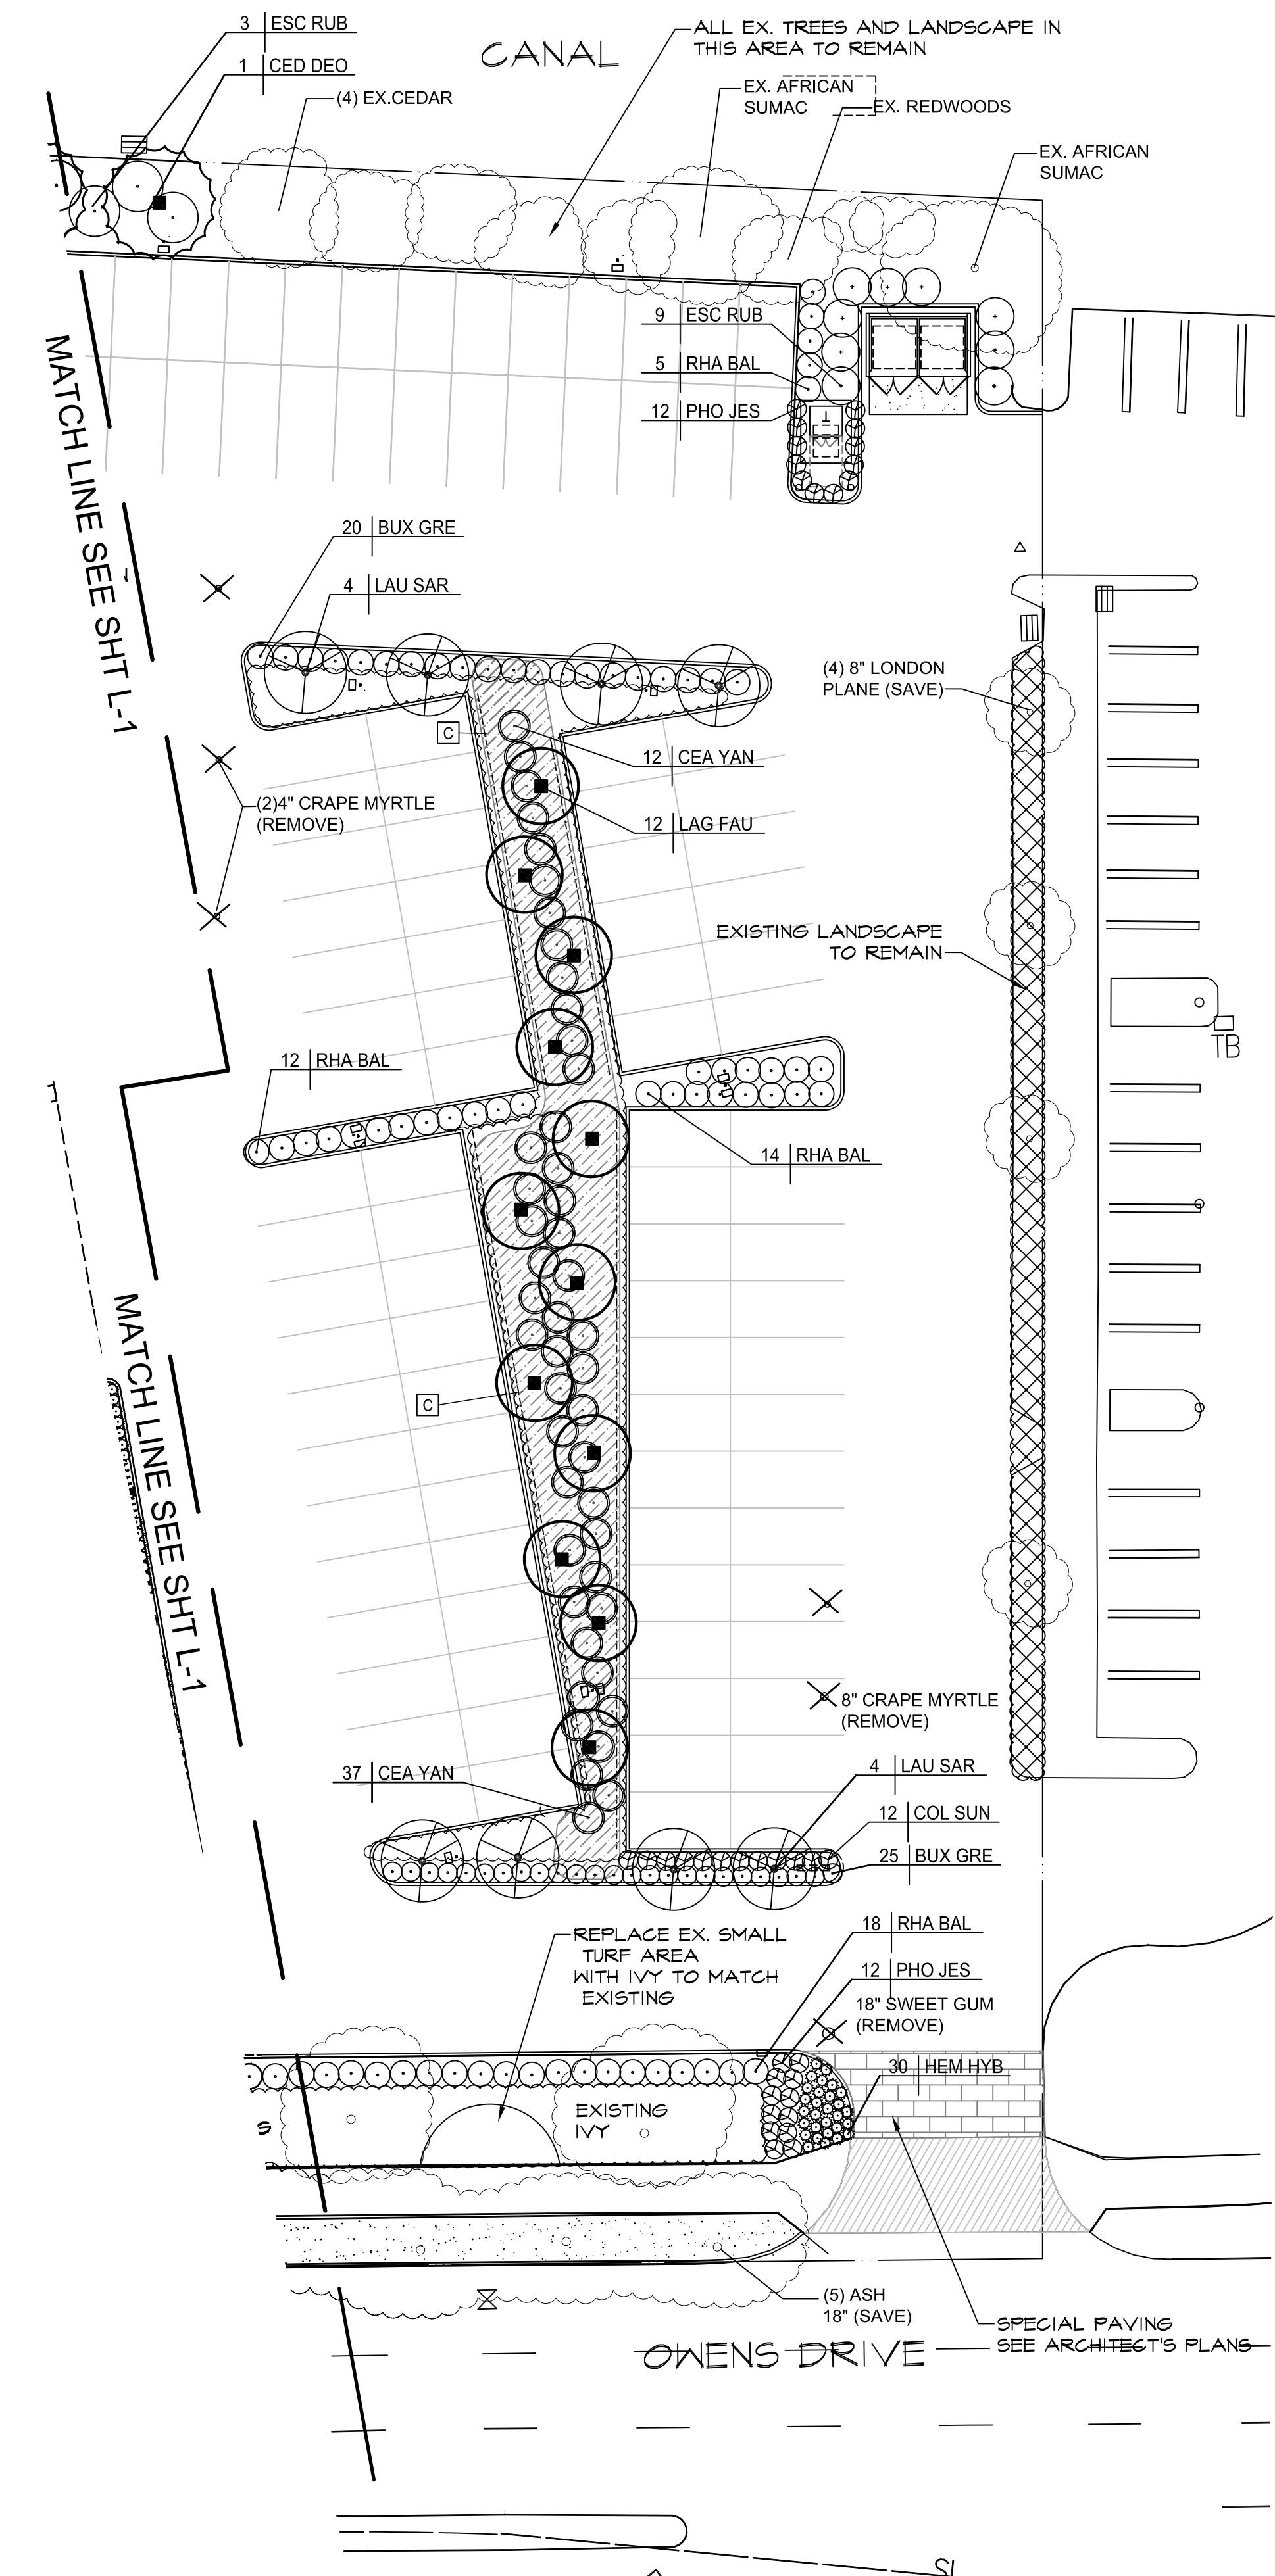 3 ESC RUB
CANAL
ALL EX. TREES AND LANDSCAPE IN
THIS AREA TO REMAIN
1 CED DEO
(4) EX.CEDAR
EX. AFRICAN
SUMAC
EX. REDWOODS
EX. AFRICAN
SUMAC
9 ESC RUB
5 RHA BAL
12 PHO JES
MATCH LINE SEE SHT L-1
20 BUX GRE
4 LAU SAR
(4) 8" LONDON
PLANE (SAVE)
C
12 CEA YAN
(2)4" CRAPE MYRTLE
(REMOVE)
12 LAG FAU
EXISTING LANDSCAPE
TO REMAIN
TB
12 RHA BAL
14 RHA BAL
MATCH LINE SEE SHT L-1
C
8" CRAPE MYRTLE
(REMOVE)
37 CEA YAN
4 LAU SAR
12 COL SUN
25 BUX GRE
REPLACE EX. SMALL
TURF AREA
WITH IVY TO MATCH
EXISTING
18 RHA BAL
12 PHO JES
18" SWEET GUM
(REMOVE)
30 HEM HYB
EXISTING
IVY
S
(5) ASH
18" (SAVE)
SPECIAL PAVING
SEE ARCHITECT'S PLANS
OWENS DRIVE